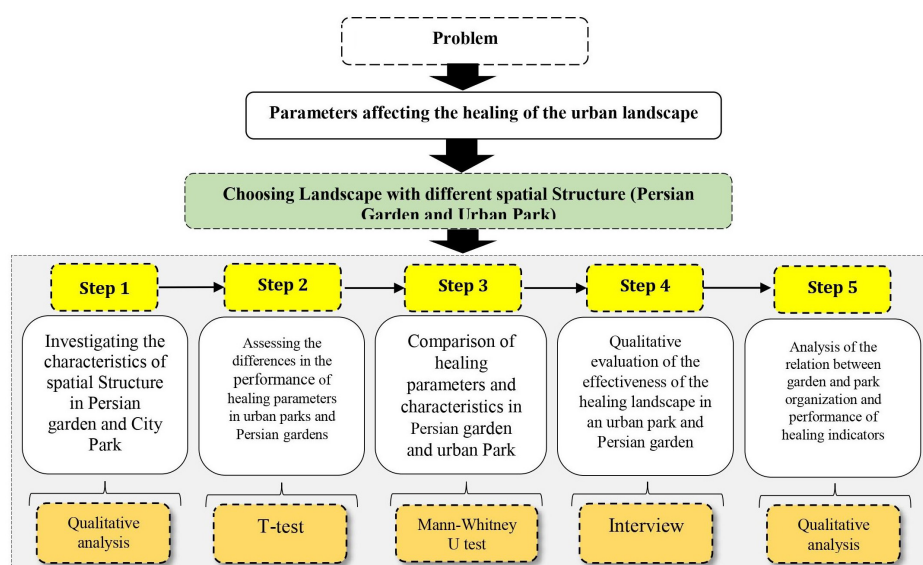 Problem
Parameters affecting the healing of the urban landscape
Choosing Landscape with different spatial Structure (Persian
Garden and Urban Park)
Step 1
Step 2
Step 3
Step 4
Step 5
Investigating the
characteristics of
spatial Structure
in Persian
garden and City
Park
Assessing the
differences in the
performance of
healing parameters
in urban parks and
Persian gardens
Comparison of
healing
parameters and
characteristics in
Persian garden
and urban Park
Qualitative
evaluation of the
effectiveness of the
healing landscape in
an urban park and
Persian garden
Analysis of the
relation between
garden and park
organization and
performance of
healing indicators
Qualitative
analysis
T-test
Mann-Whitney
U test
Interview
Qualitative
analysis